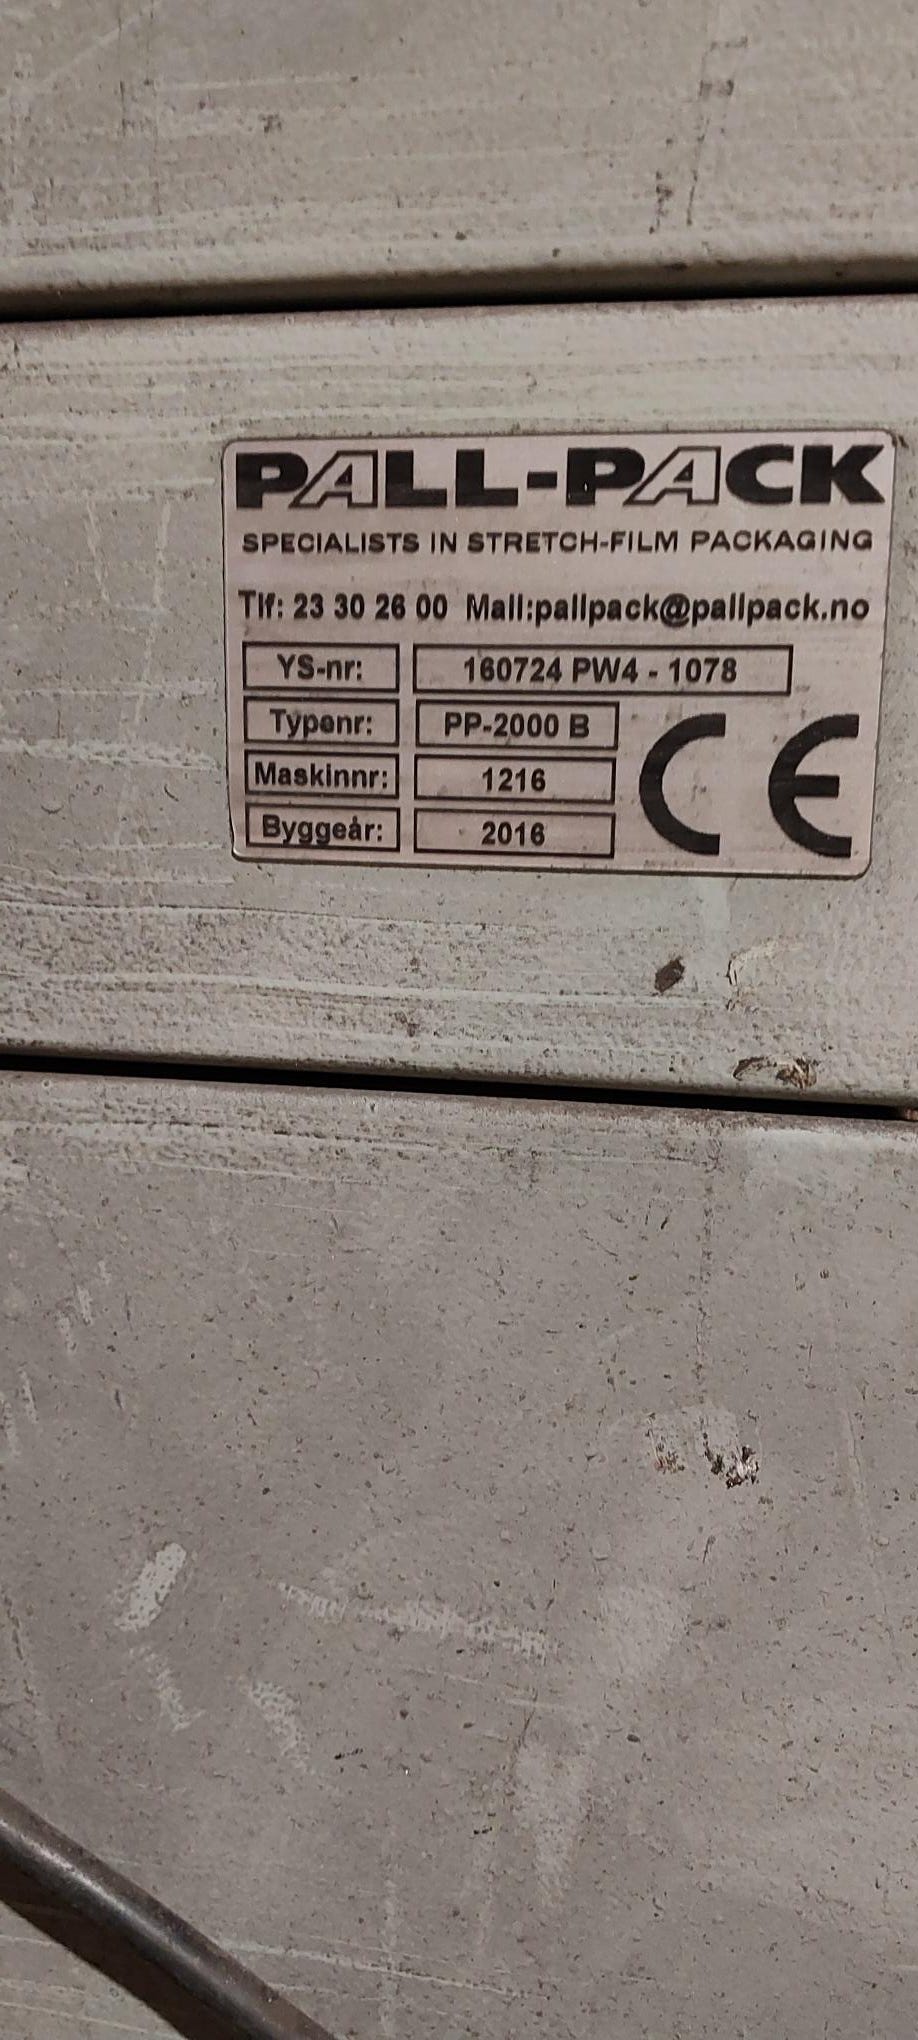 PALL-PACK
SPECIALISTS IN STRETCH-FILM PACKAGING
Tlf: 23 30 26 00 Mail:pallpack@pallpack.no
YS-nr: 160724 PW4 - 1078
Typenr: PP-2000 B
Maskinnr: 1216
Byggeår: 2016
CE